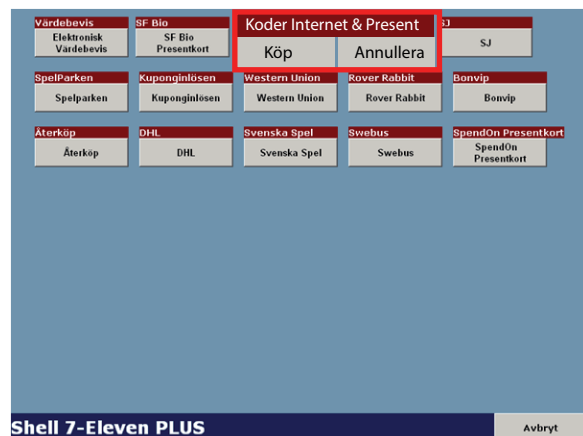 Värdebevis
SF Bio
Koder Internet & Present
SJ
Elektronisk
Värdebevis
SF Bio
Presentkort
Köp
Annullera
SJ
SpelParken
Kuponginlösen
Western Union
Rover Rabbit
Bonvip
Spelparken
Kuponginlösen
Western Union
Rover Rabbit
Bonvip
Återköp
DHL
Svenska Spel
Swebus
SpendOn Presentkort
Återköp
DHL
Svenska Spel
Swebus
SpendOn
Presentkort
Shell 7-Eleven PLUS
Avbryt